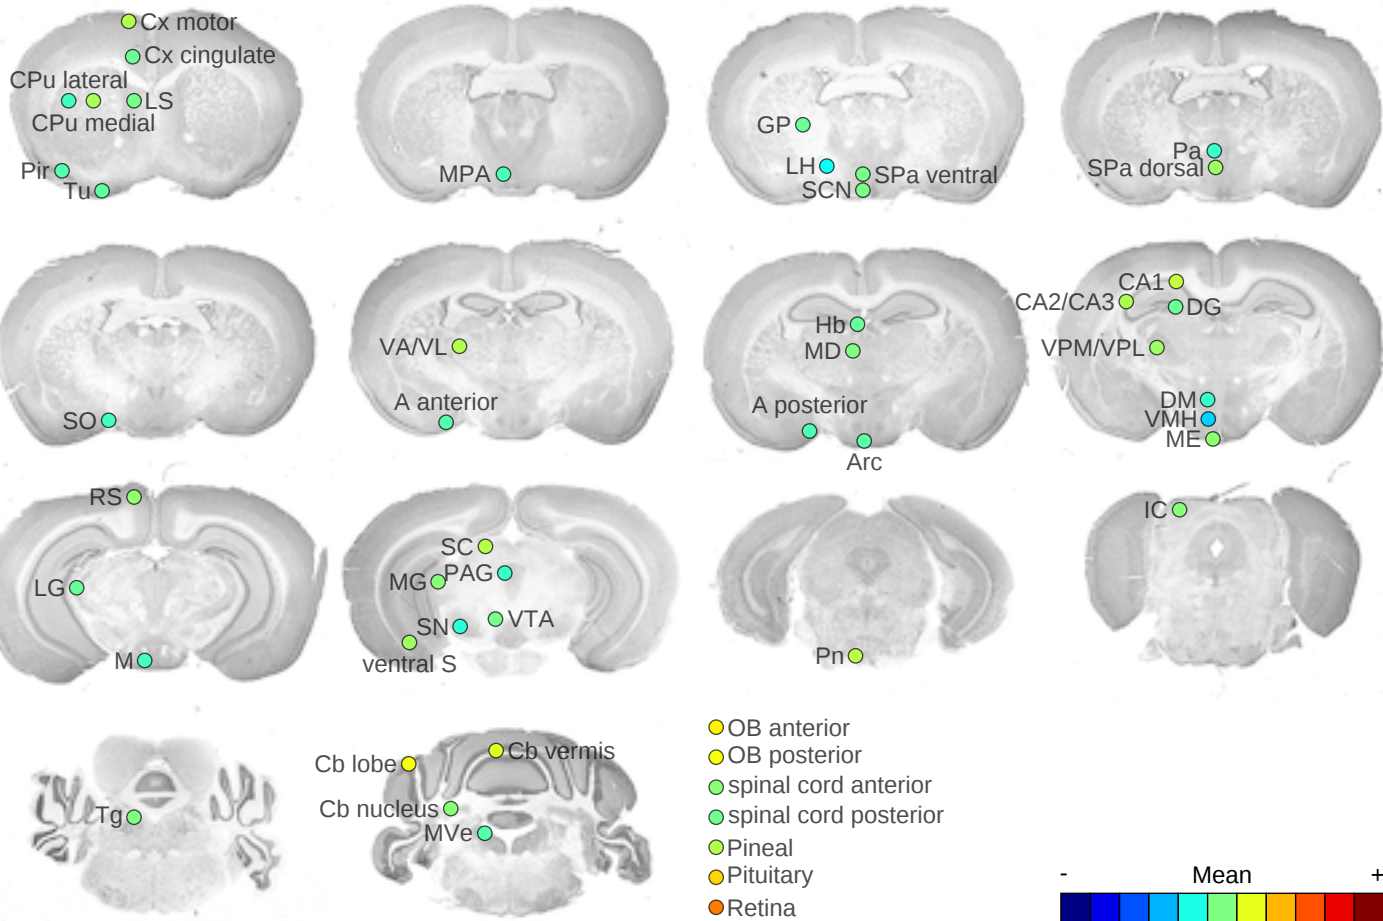 Cx motor
Cx cingulate
CPu lateral
LS
CPu medial
Pir
Tu
MPA
GP
LH
SPa ventral
SCN
Pa
SPa dorsal
SO
VA/VL
A anterior
Hb
MD
A posterior
Arc
CA1
CA2/CA3
DG
VPM/VPL
DM
VMH
ME
RS
LG
M
SC
MG
PAG
SN
VTA
ventral S
Pn
IC
Tg
Cb lobe
Cb vermis
Cb nucleus
MVe
OB anterior
OB posterior
spinal cord anterior
spinal cord posterior
Pineal
Pituitary
Retina
- Mean +